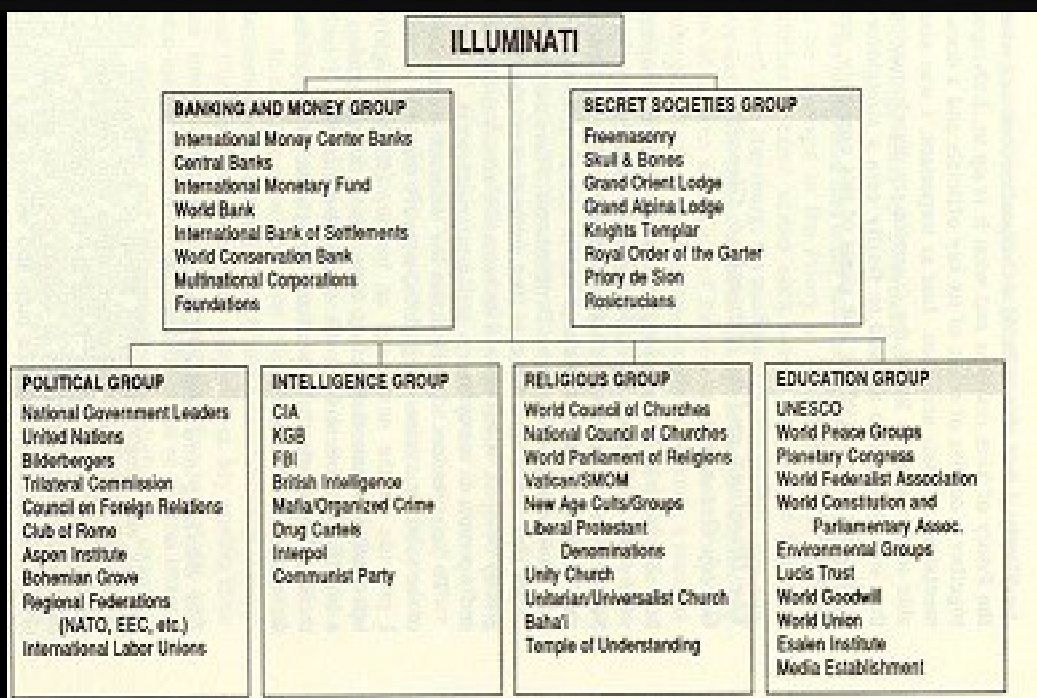 ILLUMINATI
BANKING AND MONEY GROUP
International Money Center Banks
Central Banks
International Monetary Fund
World Bank
International Bank of Settlements
World Conservation Bank
Multinational Corporations
Foundations
SECRET SOCIETIES GROUP
Freemasonry
Skull & Bones
Grand Orient Lodge
Grand Alpina Lodge
Knights Templar
Royal Order of the Garter
Priory de Sion
Rosicrucians
POLITICAL GROUP
National Government Leaders
United Nations
Bilderbergers
Trilateral Commission
Council on Foreign Relations
Club of Rome
Aspen Institute
Bohemian Grove
Regional Federations
(NATO, EEC, etc.)
International Labor Unions
INTELLIGENCE GROUP
CIA
KGB
FBI
British Intelligence
Mafia/Organized Crime
Drug Cartels
Interpol
Communist Party
RELIGIOUS GROUP
World Council of Churches
National Council of Churches
World Parliament of Religions
Vatican/SMOM
New Age Cults/Groups
Liberal Protestant
Denominations
Unity Church
Unitarian/Universalist Church
Baha'i
Temple of Understanding
EDUCATION GROUP
UNESCO
World Peace Groups
Planetary Congress
World Federalist Association
World Constitution and
Parliamentary Assoc.
Environmental Groups
Lucis Trust
World Goodwill
World Union
Esalen Institute
Media Establishment